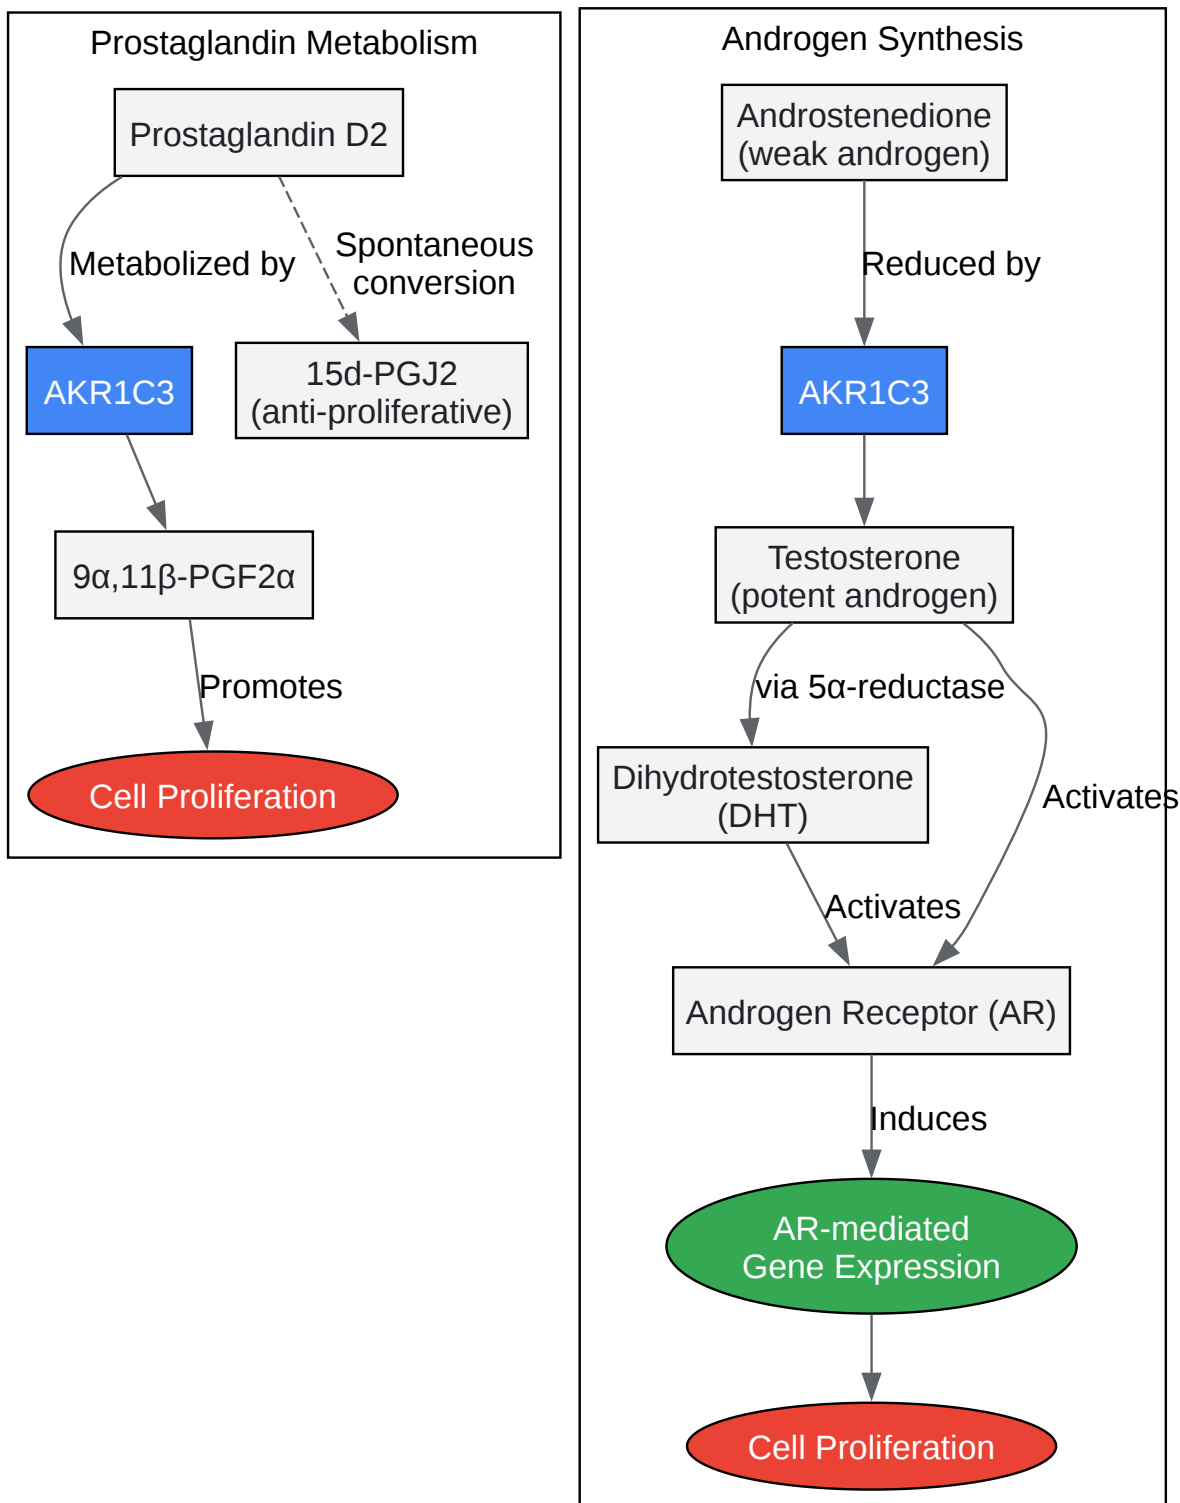 Prostaglandin Metabolism
Prostaglandin D2
Metabolized by
Spontaneous
conversion
AKR1C3
15d-PGJ2
(anti-proliferative)
9α,11β-PGF2α
Promotes
Cell Proliferation
Androgen Synthesis
Androstenedione
(weak androgen)
Reduced by
AKR1C3
Testosterone
(potent androgen)
via 5α-reductase
Dihydrotestosterone
(DHT)
Activates
Activates
Androgen Receptor (AR)
Induces
AR-mediated
Gene Expression
Cell Proliferation